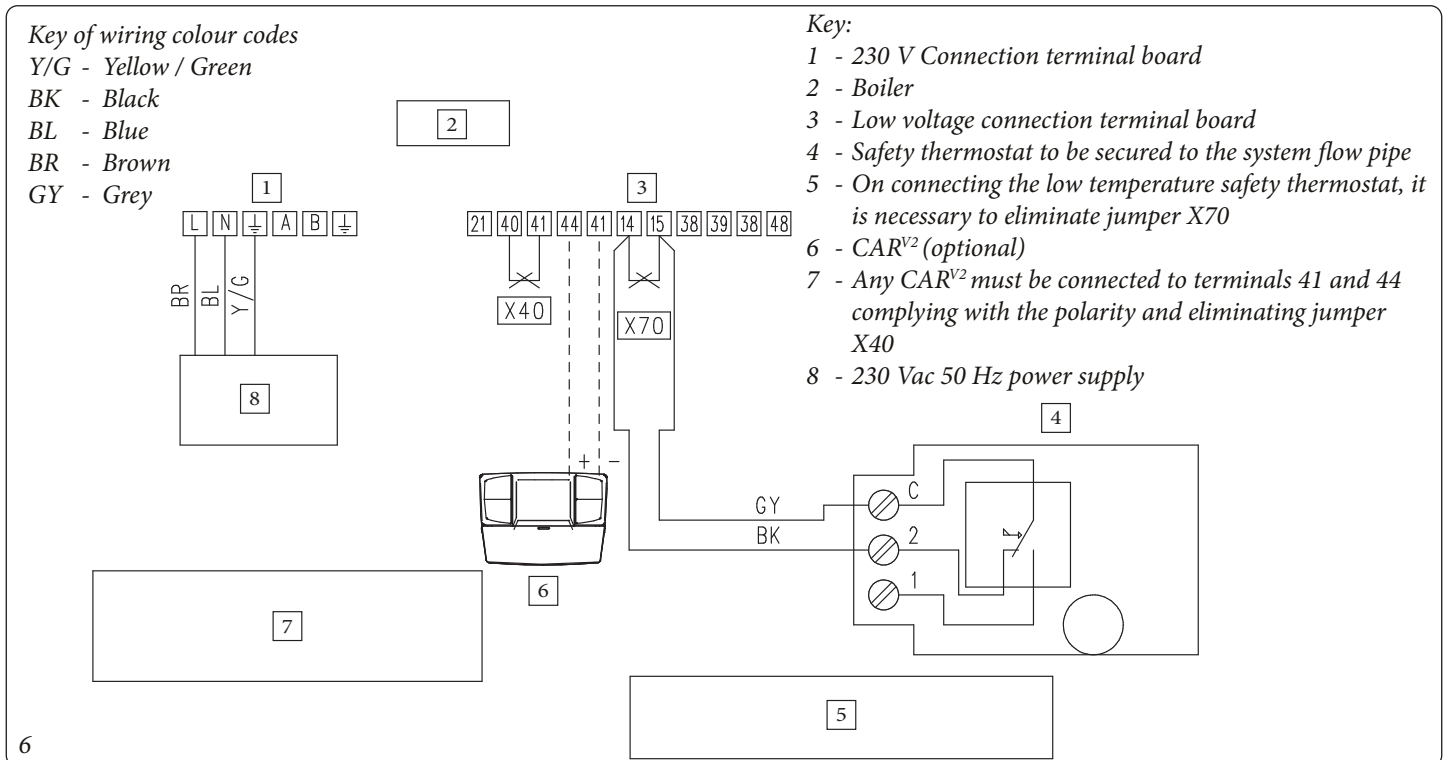 Key of wiring colour codes
Y/G - Yellow / Green
BK - Black
BL - Blue
BR - Brown
GY - Grey
Key:
1 - 230 V Connection terminal board
2 - Boiler
3 - Low voltage connection terminal board
4 - Safety thermostat to be secured to the system flow pipe
5 - On connecting the low temperature safety thermostat, it
is necessary to eliminate jumper X70
6 - CARV2 (optional)
7 - Any CARV2 must be connected to terminals 41 and 44
complying with the polarity and eliminating jumper
X40
8 - 230 Vac 50 Hz power supply
2
1
3
L N ⏚ A B ⏚
21 40 41 44 41 14 15 38 39 38 48
BR
BL
Y/G
X40
X70
8
4
+ -
GY
BK
C
2
1
6
7
5
6